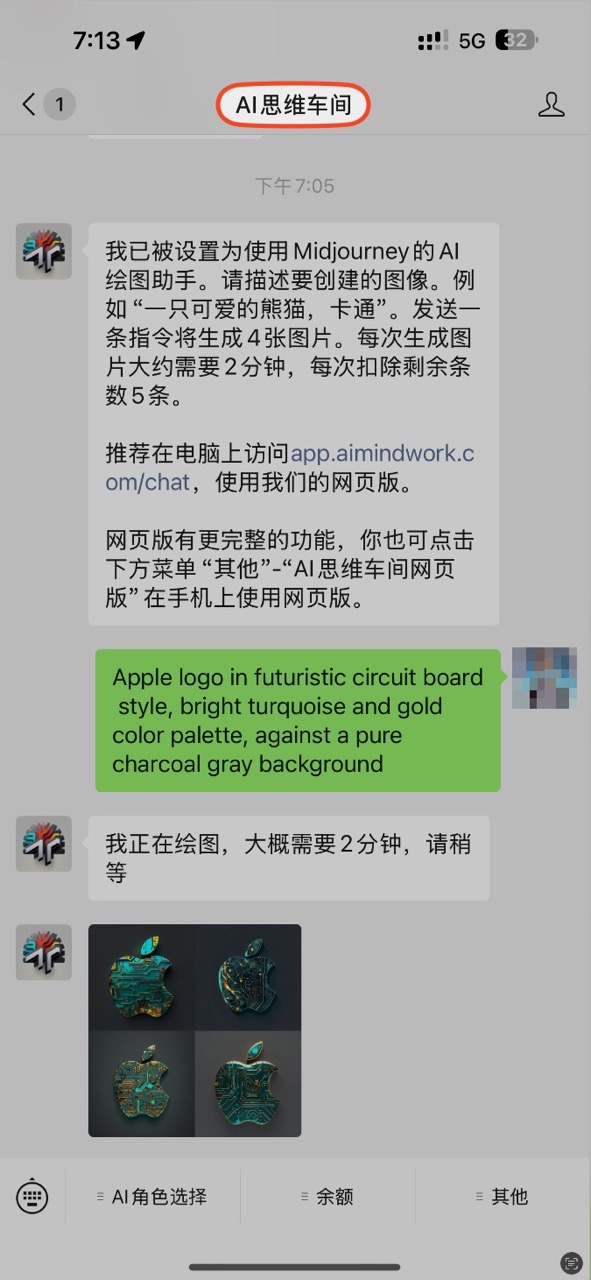 7:13
5G 32
1
AI思维车间
下午7:05
我已被设置为使用Midjourney的AI
绘图助手。请描述要创建的图像。例
如“一只可爱的熊猫，卡通”。发送一
条指令将生成4张图片。每次生成图
片大约需要2分钟，每次扣除剩余条
数5条。
推荐在电脑上访问app.aimindwork.c
om/chat，使用我们的网页版。
网页版有更完整的功能，你也可点击
下方菜单“其他”-“AI思维车间网页
版”在手机上使用网页版。
Apple logo in futuristic circuit board
style, bright turquoise and gold
color palette, against a pure
charcoal gray background
我正在绘图，大概需要2分钟，请稍
等
AI角色选择
余额
其他